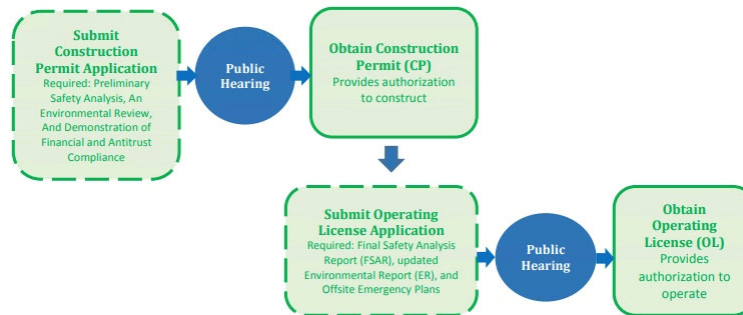 Submit
Construction
Permit Application
Required: Preliminary
Safety Analysis, An
Environmental Review,
And Demonstration of
Financial and Antitrust
Compliance
Public
Hearing
Obtain Construction
Permit (CP)
Provides authorization
to construct
Submit Operating
License Application
Required: Final Safety Analysis
Report (FSAR), updated
Environmental Report (ER), and
Offsite Emergency Plans
Public
Hearing
Obtain
Operating
License (OL)
Provides
authorization to
operate